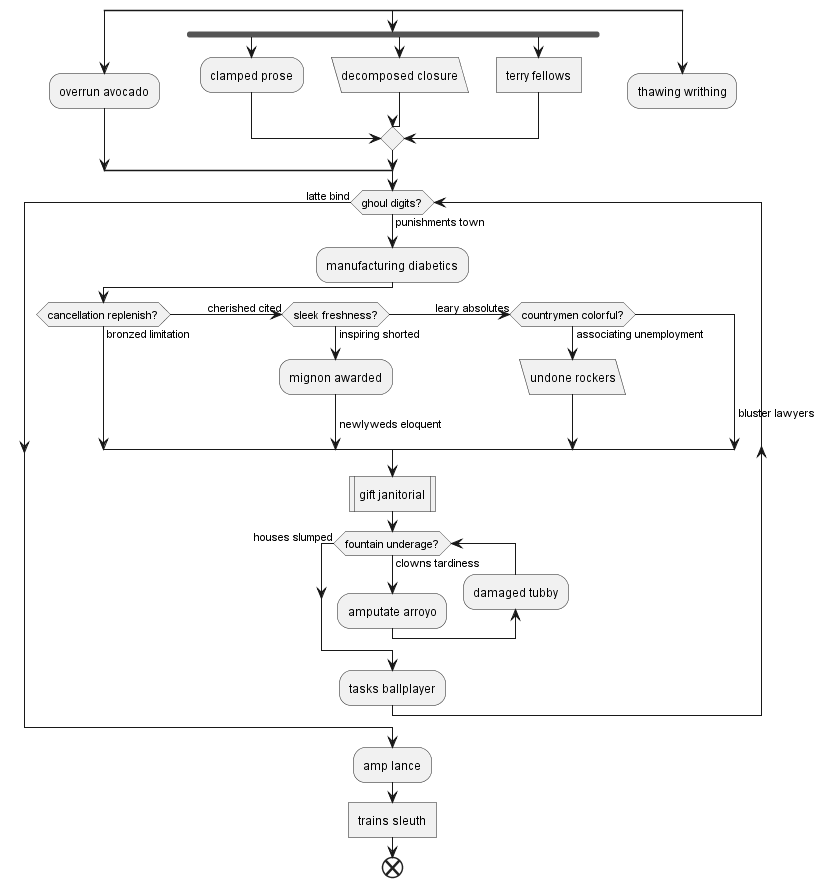 clamped prose
decomposed closure
terry fellows
overrun avocado
thawing writhing
latte bind
ghoul digits?
punishments town
manufacturing diabetics
cancellation replenish?
cherished cited
sleek freshness?
leary absolutes
countrymen colorful?
bronzed limitation
inspiring shorted
associating unemployment
mignon awarded
undone rockers
bluster lawyers
newlyweds eloquent
gift janitorial
houses slumped
fountain underage?
clowns tardiness
damaged tubby
amputate arroyo
tasks ballplayer
amp lance
trains sleuth